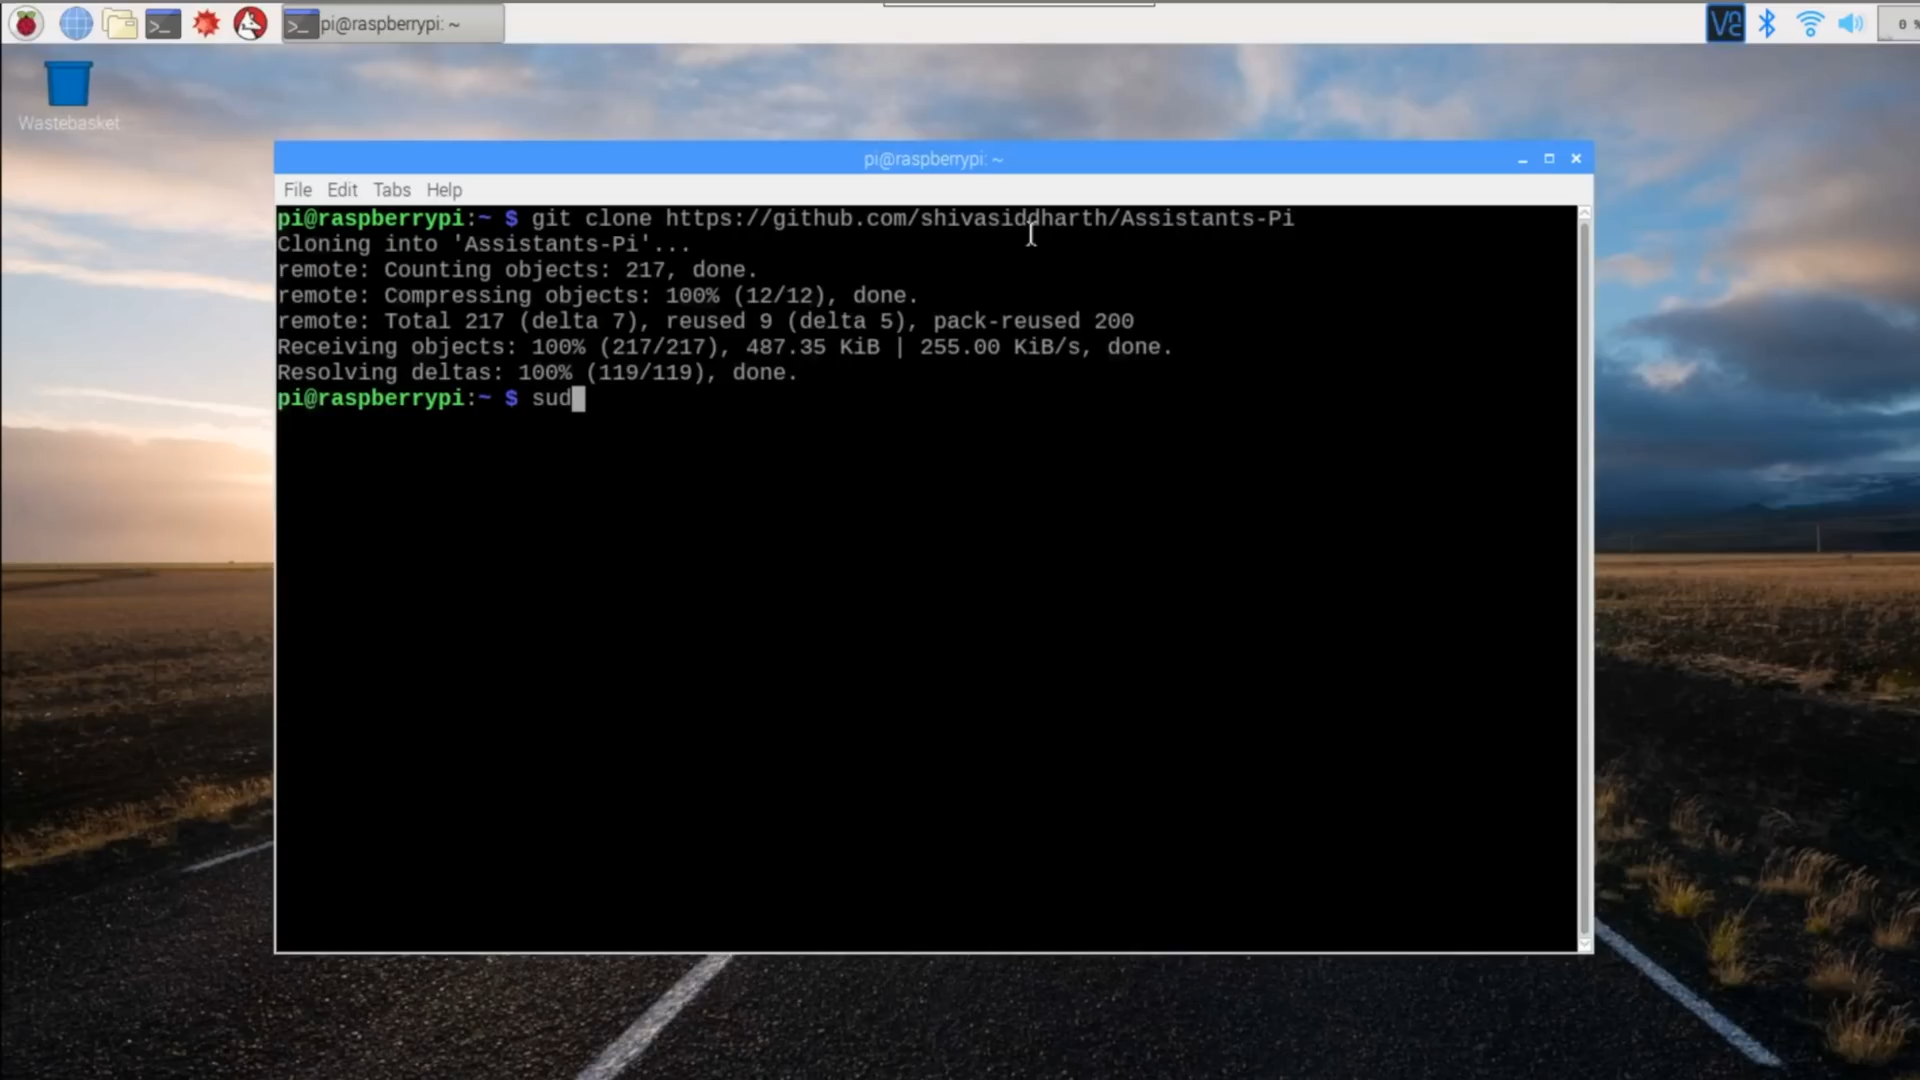 pi@raspberrypi: ~
0 %
Wastebasket
pi@raspberrypi: ~
File Edit Tabs Help
pi@raspberrypi:~ $ git clone https://github.com/shivasiddharth/Assistants-Pi
Cloning into 'Assistants-Pi'...
remote: Counting objects: 217, done.
remote: Compressing objects: 100% (12/12), done.
remote: Total 217 (delta 7), reused 9 (delta 5), pack-reused 200
Receiving objects: 100% (217/217), 487.35 KiB | 255.00 KiB/s, done.
Resolving deltas: 100% (119/119), done.
pi@raspberrypi:~ $ sud